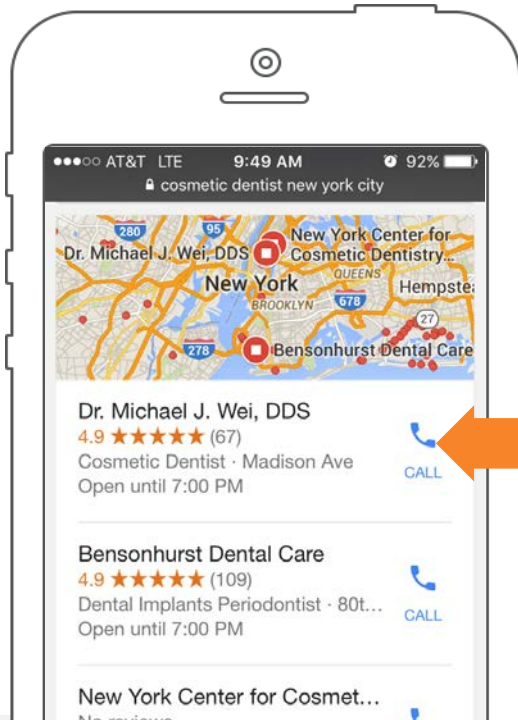 AT&T LTE 9:49 AM 92%
cosmetic dentist new york city
280 95 New York Center for
Dr. Michael J. Wei, DDS Cosmetic Dentistry...
QUEENS
New York Hempste
BROOKLYN 678
27
278 Bensonhurst Dental Care
Dr. Michael J. Wei, DDS
4.9 ★★★★★ (67)
Cosmetic Dentist · Madison Ave
CALL
Open until 7:00 PM
Bensonhurst Dental Care
4.9 ★★★★★ (109)
Dental Implants Periodontist · 80t...
CALL
Open until 7:00 PM
New York Center for Cosmet...
No reviews